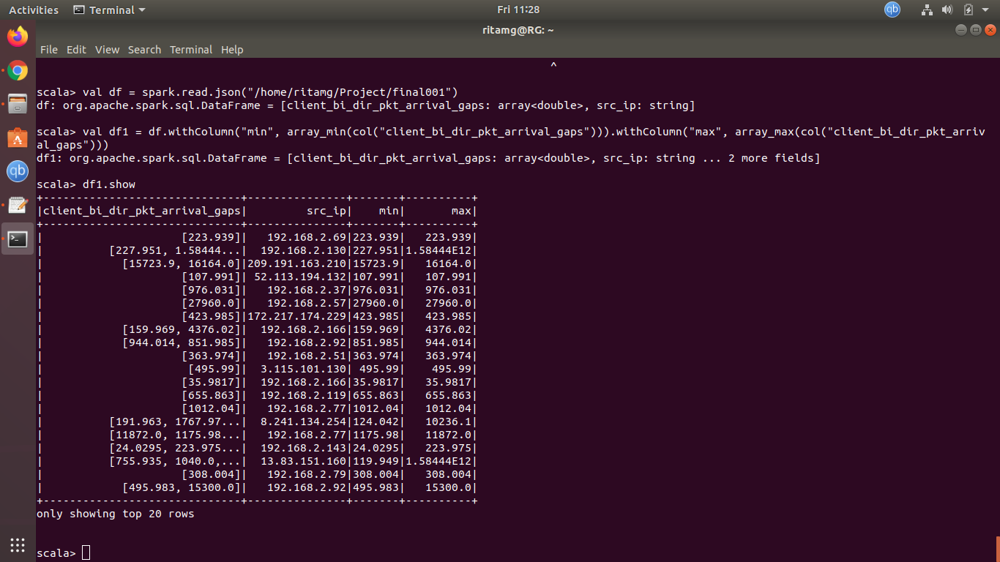 Activities Terminal Fri 11:28 qb
ritamg@RG: ~
File Edit View Search Terminal Help
^
scala> val df = spark.read.json("/home/ritamg/Project/final001")
df: org.apache.spark.sql.DataFrame = [client_bi_dir_pkt_arrival_gaps: array<double>, src_ip: string]
scala> val df1 = df.withColumn("min", array_min(col("client_bi_dir_pkt_arrival_gaps"))).withColumn("max", array_max(col("client_bi_dir_pkt_arriv
al_gaps")))
df1: org.apache.spark.sql.DataFrame = [client_bi_dir_pkt_arrival_gaps: array<double>, src_ip: string ... 2 more fields]
scala> df1.show
+------------------------------+---------------+-------+----------+
|client_bi_dir_pkt_arrival_gaps|         src_ip|    min|       max|
+------------------------------+---------------+-------+----------+
|                     [223.939]|   192.168.2.69|223.939|   223.939|
|          [227.951, 1.58444...|  192.168.2.130|227.951|1.58444E12|
|            [15723.9, 16164.0]|209.191.163.210|15723.9|   16164.0|
|                     [107.991]| 52.113.194.132|107.991|   107.991|
|                     [976.031]|   192.168.2.37|976.031|   976.031|
|                     [27960.0]|   192.168.2.57|27960.0|   27960.0|
|                     [423.985]|172.217.174.229|423.985|   423.985|
|            [159.969, 4376.02]|  192.168.2.166|159.969|   4376.02|
|            [944.014, 851.985]|   192.168.2.92|851.985|   944.014|
|                     [363.974]|   192.168.2.51|363.974|   363.974|
|                      [495.99]|  3.115.101.130| 495.99|    495.99|
|                     [35.9817]|  192.168.2.166|35.9817|   35.9817|
|                     [655.863]|  192.168.2.119|655.863|   655.863|
|                     [1012.04]|   192.168.2.77|1012.04|   1012.04|
|          [191.963, 1767.97...|  8.241.134.254|124.042|   10236.1|
|          [11872.0, 1175.98...|   192.168.2.77|1175.98|   11872.0|
|          [24.0295, 223.975...|  192.168.2.143|24.0295|   223.975|
|          [755.935, 1040.0,...|  13.83.151.160|119.949|1.58444E12|
|                     [308.004]|   192.168.2.79|308.004|   308.004|
|            [495.983, 15300.0]|   192.168.2.92|495.983|   15300.0|
+------------------------------+---------------+-------+----------+
only showing top 20 rows
scala>
qb